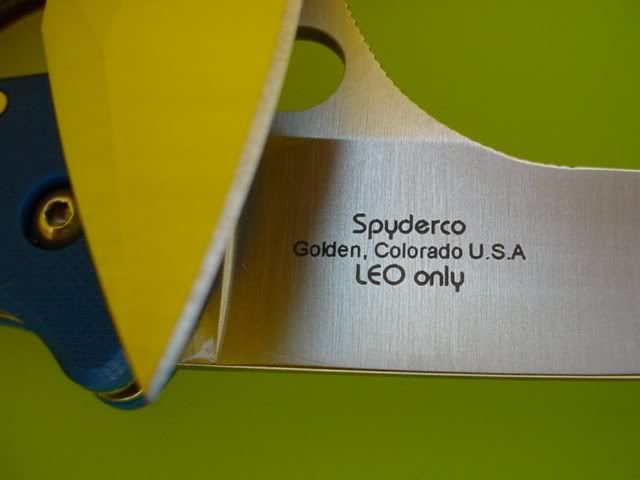 Spyderco
Golden, Colorado U.S.A
LEO only